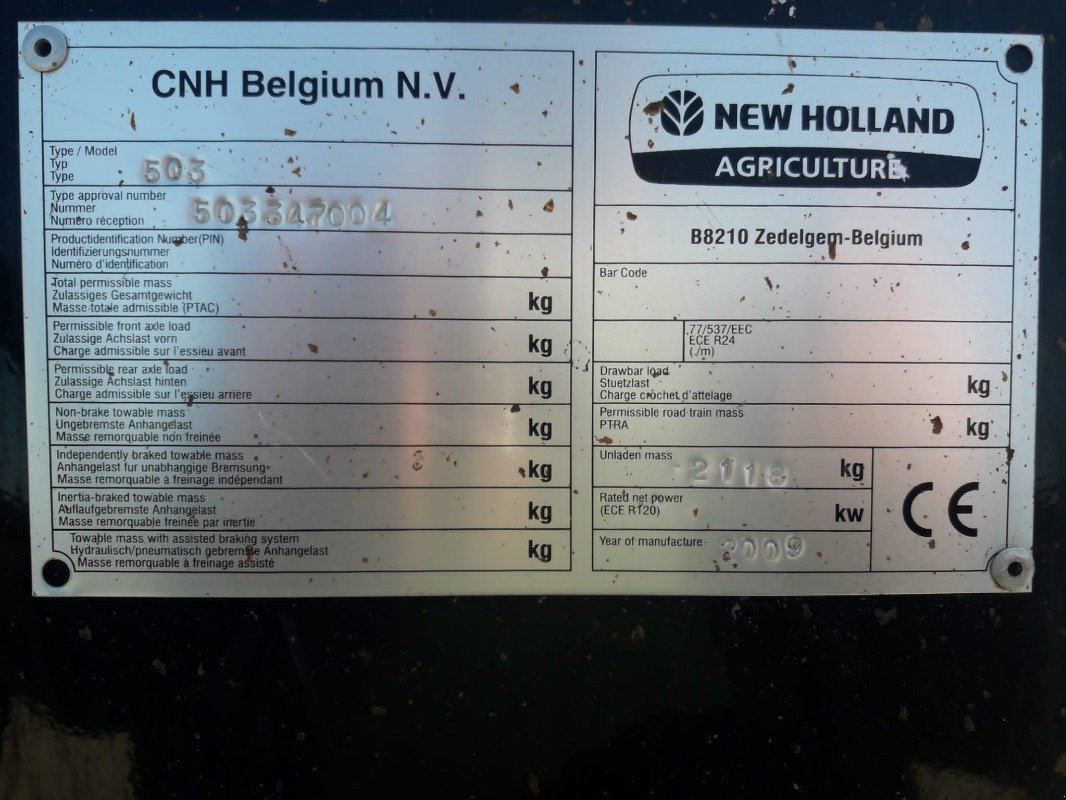 CNH Belgium N.V.
Type / Model
Typ
Type
503
Type approval number
Nummer
Numero réception
503347004
Productidentification Number(PIN)
Identifizierungsnummer
Numéro d'identification
Total permissible mass
Zulassiges Gesamtgewicht
Masse totale admissible (PTAC)
kg
Permissible front axle load
Zulassige Achslast vorn
Charge admissible sur l'essieu avant
kg
Permissible rear axle load
Zulassige Achslast hinten
Charge admissible sur l'essieu arrière
kg
Non-brake towable mass
Ungebremste Anhangelast
Masse remorquable non freinée
kg
Independently braked towable mass
Anhangelast fur unabhangige Bremsung
Masse remorquable à freinage indépendant
kg
Inertia-braked towable mass
Auflaufgebremste Anhangelast
Masse remorquable freinée par inertie
kg
Towable mass with assisted braking system
Hydraulisch/pneumatisch gebremste Anhangelast
Masse remorquable à freinage assisté
kg
NEW HOLLAND
AGRICULTURE
B8210 Zedelgem-Belgium
Bar Code
77/537/EEC
ECE R24
(./m)
Drawbar load
Stuetzlast
Charge crochet d'attelage
kg
Permissible road train mass
PTRA
kg
Unladen mass
2118
kg
Rated net power
(ECE R120)
kw
Year of manufacture
2009
CE